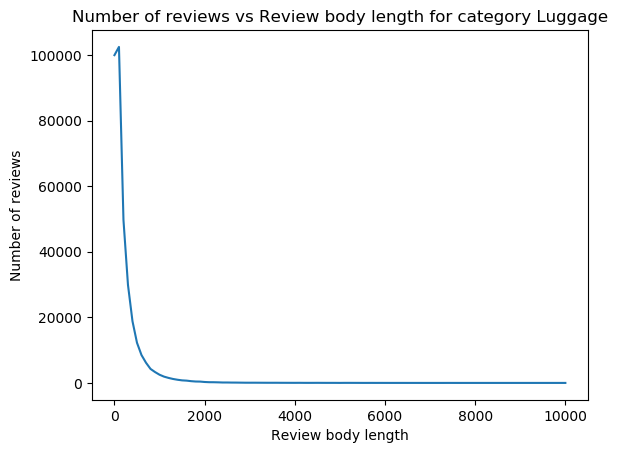 Number of reviews vs Review body length for category Luggage
100000
80000
60000
40000
20000
0
Number of reviews
0 2000 4000 6000 8000 10000
Review body length